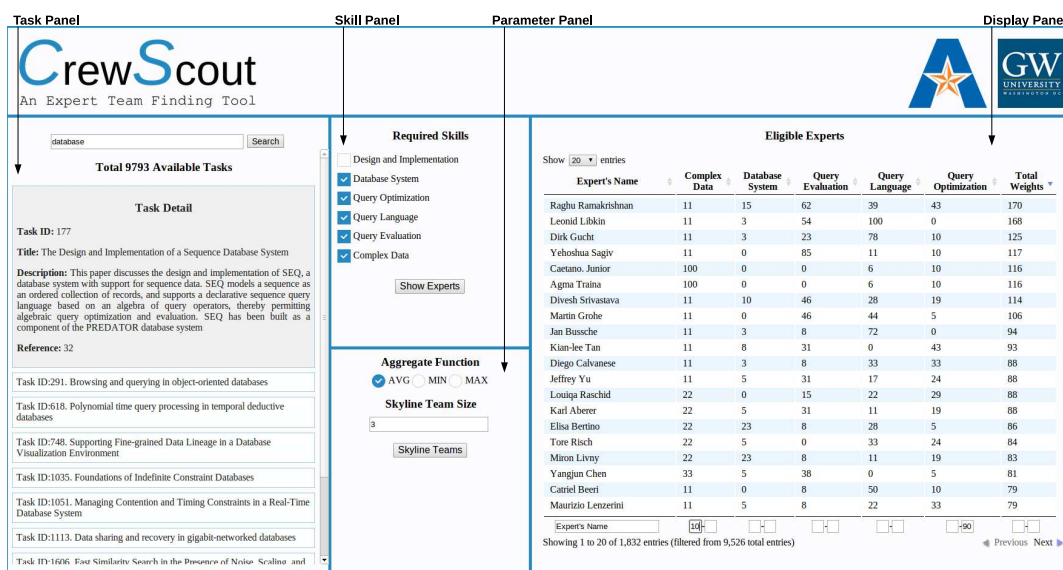 Task Panel
Skill Panel
Parameter Panel
Display Pane
CrewScout
An Expert Team Finding Tool
GW
UNIVERSITY
WASHINGTON DC
database
Search
Total 9793 Available Tasks
Task Detail
Task ID: 177
Title: The Design and Implementation of a Sequence Database System
Description: This paper discusses the design and implementation of SEQ, a
database system with support for sequence data. SEQ models a sequence as
an ordered collection of records, and supports a declarative sequence query
language based on an algebra of query operators, thereby permitting
algebraic query optimization and evaluation. SEQ has been built as a
component of the PREDATOR database system
Reference: 32
Task ID:291. Browsing and querying in object-oriented databases
Task ID:618. Polynomial time query processing in temporal deductive
databases
Task ID:748. Supporting Fine-grained Data Lineage in a Database
Visualization Environment
Task ID:1035. Foundations of Indefinite Constraint Databases
Task ID:1051. Managing Contention and Timing Constraints in a Real-Time
Database System
Task ID:1113. Data sharing and recovery in gigabit-networked databases
Task ID:1606. Fast Similarity Search in the Presence of Noise, Scaling, and
Required Skills
Design and Implementation
Database System
Query Optimization
Query Language
Query Evaluation
Complex Data
Show Experts
Aggregate Function
AVG MIN MAX
Skyline Team Size
3
Skyline Teams
Eligible Experts
Show 20 entries
Expert's Name Complex Data Database System Query Evaluation Query Language Query Optimization Total Weights
Raghu Ramakrishnan 11 15 62 39 43 170
Leonid Libkin 11 3 54 100 0 168
Dirk Gucht 11 3 23 78 10 125
Yehoshua Sagiv 11 0 85 11 10 117
Caetano. Junior 100 0 0 6 10 116
Agma Traina 100 0 0 6 10 116
Divesh Srivastava 11 10 46 28 19 114
Martin Grohe 11 0 46 44 5 106
Jan Bussche 11 3 8 72 0 94
Kian-lee Tan 11 8 31 0 43 93
Diego Calvanese 11 3 8 33 33 88
Jeffrey Yu 11 5 31 17 24 88
Louiqa Raschid 22 0 15 22 29 88
Karl Aberer 22 5 31 11 19 88
Elisa Bertino 22 23 8 28 5 86
Tore Risch 22 5 0 33 24 84
Miron Livny 22 23 8 11 19 83
Yangjun Chen 33 5 38 0 5 81
Catriel Beeri 11 0 8 50 10 79
Maurizio Lenzerini 11 5 8 22 33 79
Expert's Name 10 - - - - - 90 -
Showing 1 to 20 of 1,832 entries (filtered from 9,526 total entries)
Previous Next